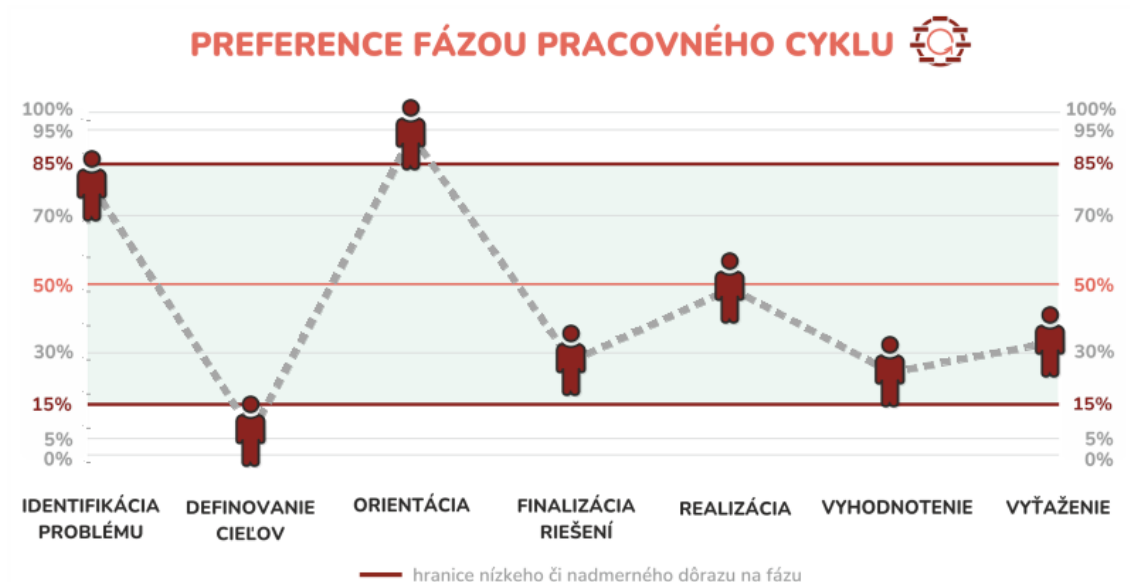 PREFERENCE FÁZOU PRACOVNÉHO CYKLU
100% 100%
95% 95%
85% 85%
70% 70%
50% 50%
30% 30%
15% 15%
5% 5%
0% 0%
IDENTIFIKÁCIA PROBLÉMU
DEFINOVANIE CIEĽOV
ORIENTÁCIA
FINALIZÁCIA RIEŠENÍ
REALIZÁCIA
VYHODNOTENIE
VYŤAŽENIE
hranice nízkeho či nadmerného dôrazu na fázu